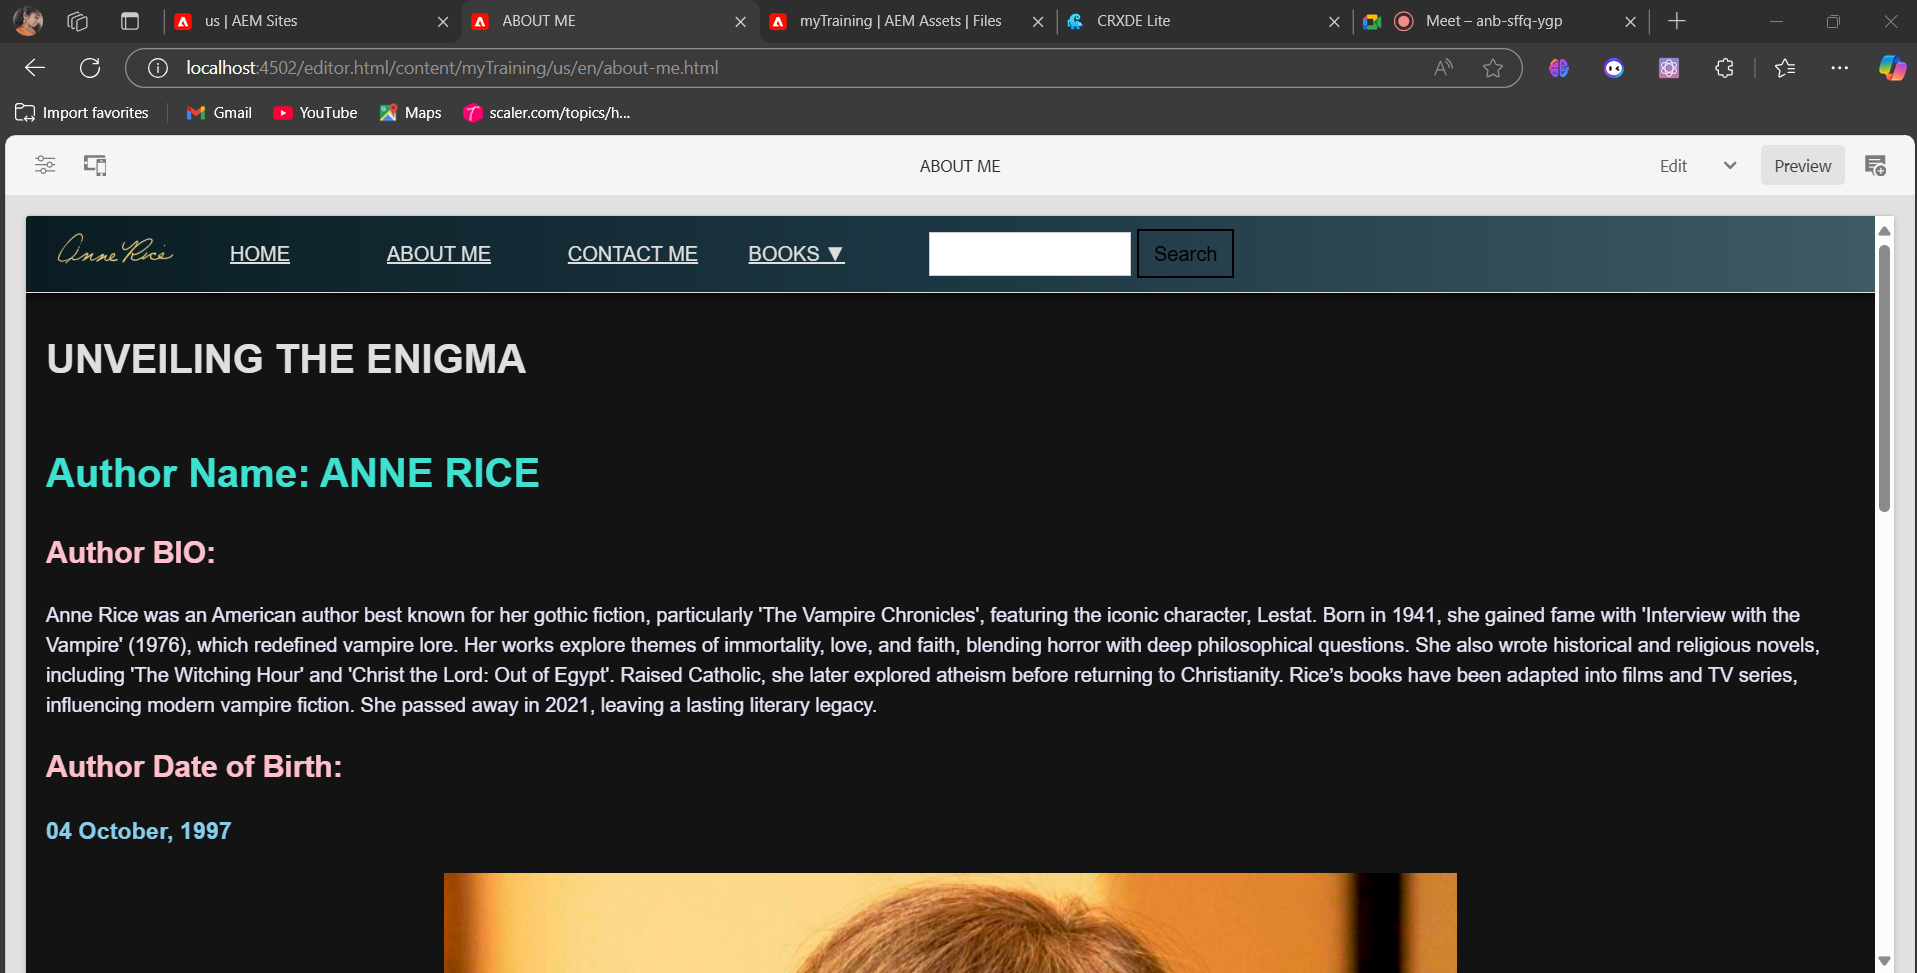 us | AEM Sites
ABOUT ME
myTraining | AEM Assets | Files
CRXDE Lite
Meet – anb-sffq-ygp
localhost:4502/editor.html/content/myTraining/us/en/about-me.html
Import favorites
Gmail
YouTube
Maps
scaler.com/topics/h...
ABOUT ME
Edit
Preview
Anne Rice
HOME
ABOUT ME
CONTACT ME
BOOKS ▼
Search
UNVEILING THE ENIGMA
Author Name: ANNE RICE
Author BIO:
Anne Rice was an American author best known for her gothic fiction, particularly 'The Vampire Chronicles', featuring the iconic character, Lestat. Born in 1941, she gained fame with 'Interview with the
Vampire' (1976), which redefined vampire lore. Her works explore themes of immortality, love, and faith, blending horror with deep philosophical questions. She also wrote historical and religious novels,
including 'The Witching Hour' and 'Christ the Lord: Out of Egypt'. Raised Catholic, she later explored atheism before returning to Christianity. Rice’s books have been adapted into films and TV series,
influencing modern vampire fiction. She passed away in 2021, leaving a lasting literary legacy.
Author Date of Birth:
04 October, 1997